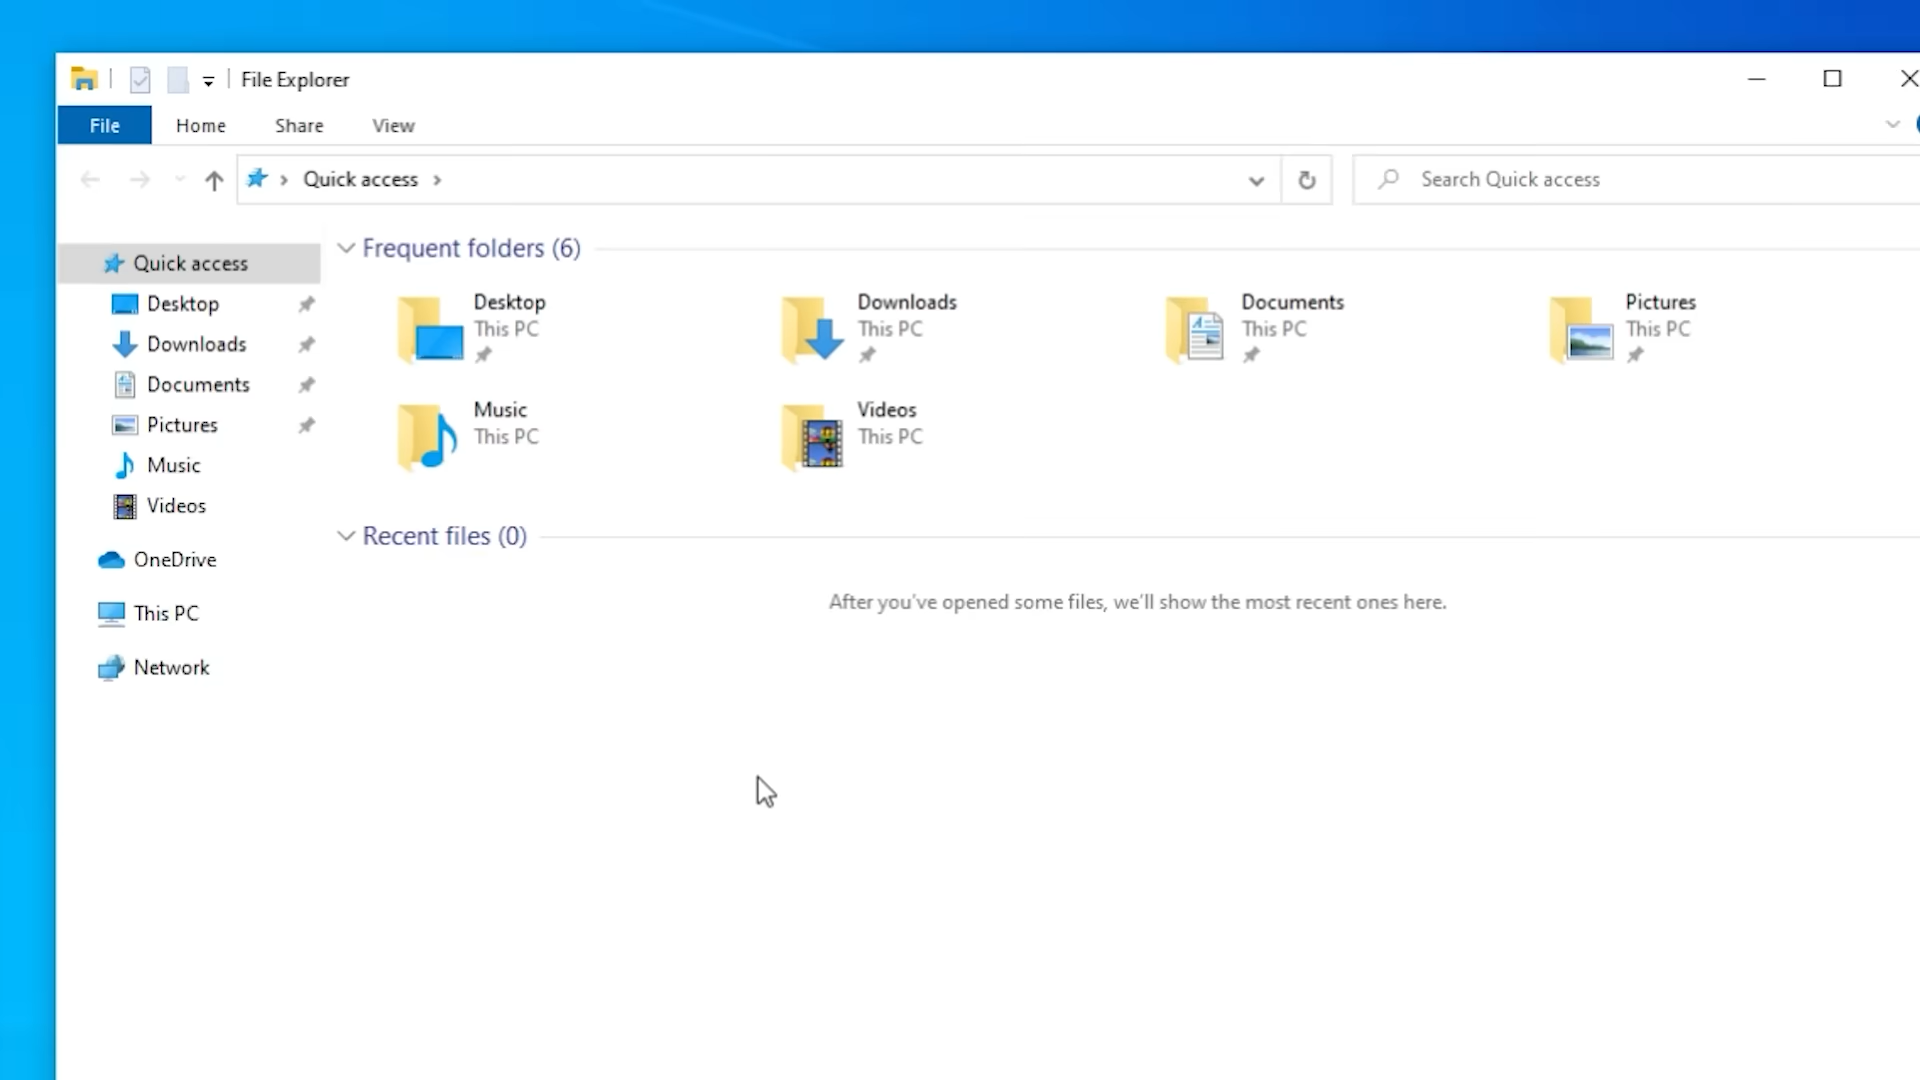 File Explorer
File Home Share View
Quick access
Search Quick access
Quick access
Desktop
Downloads
Documents
Pictures
Music
Videos
OneDrive
This PC
Network
Frequent folders (6)
Desktop
This PC
Downloads
This PC
Documents
This PC
Pictures
This PC
Music
This PC
Videos
This PC
Recent files (0)
After you've opened some files, we'll show the most recent ones here.